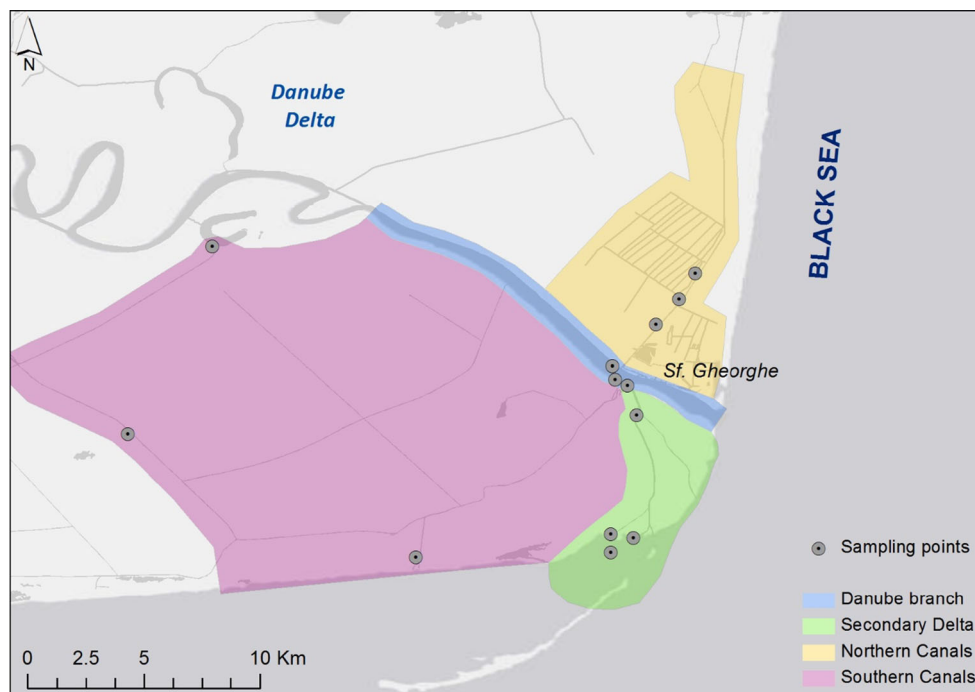 N
Danube
Delta
BLACK SEA
Sf. Gheorghe
Sampling points
Danube branch
Secondary Delta
Northern Canals
Southern Canals
0 2.5 5 10 Km